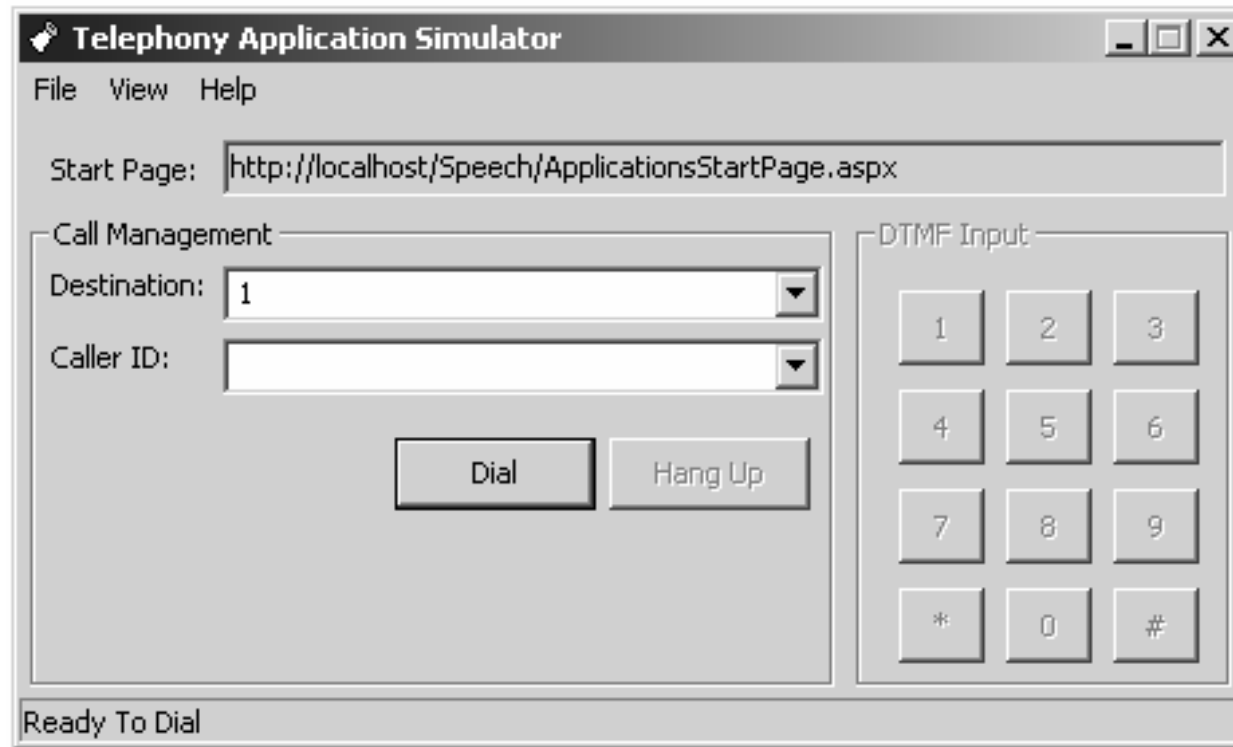 Telephony Application Simulator
File View Help
Start Page: http://localhost/Speech/ApplicationsStartPage.aspx
Call Management
Destination: 1
Caller ID:
Dial Hang Up
DTMF Input
1 2 3
4 5 6
7 8 9
* 0 #
Ready To Dial